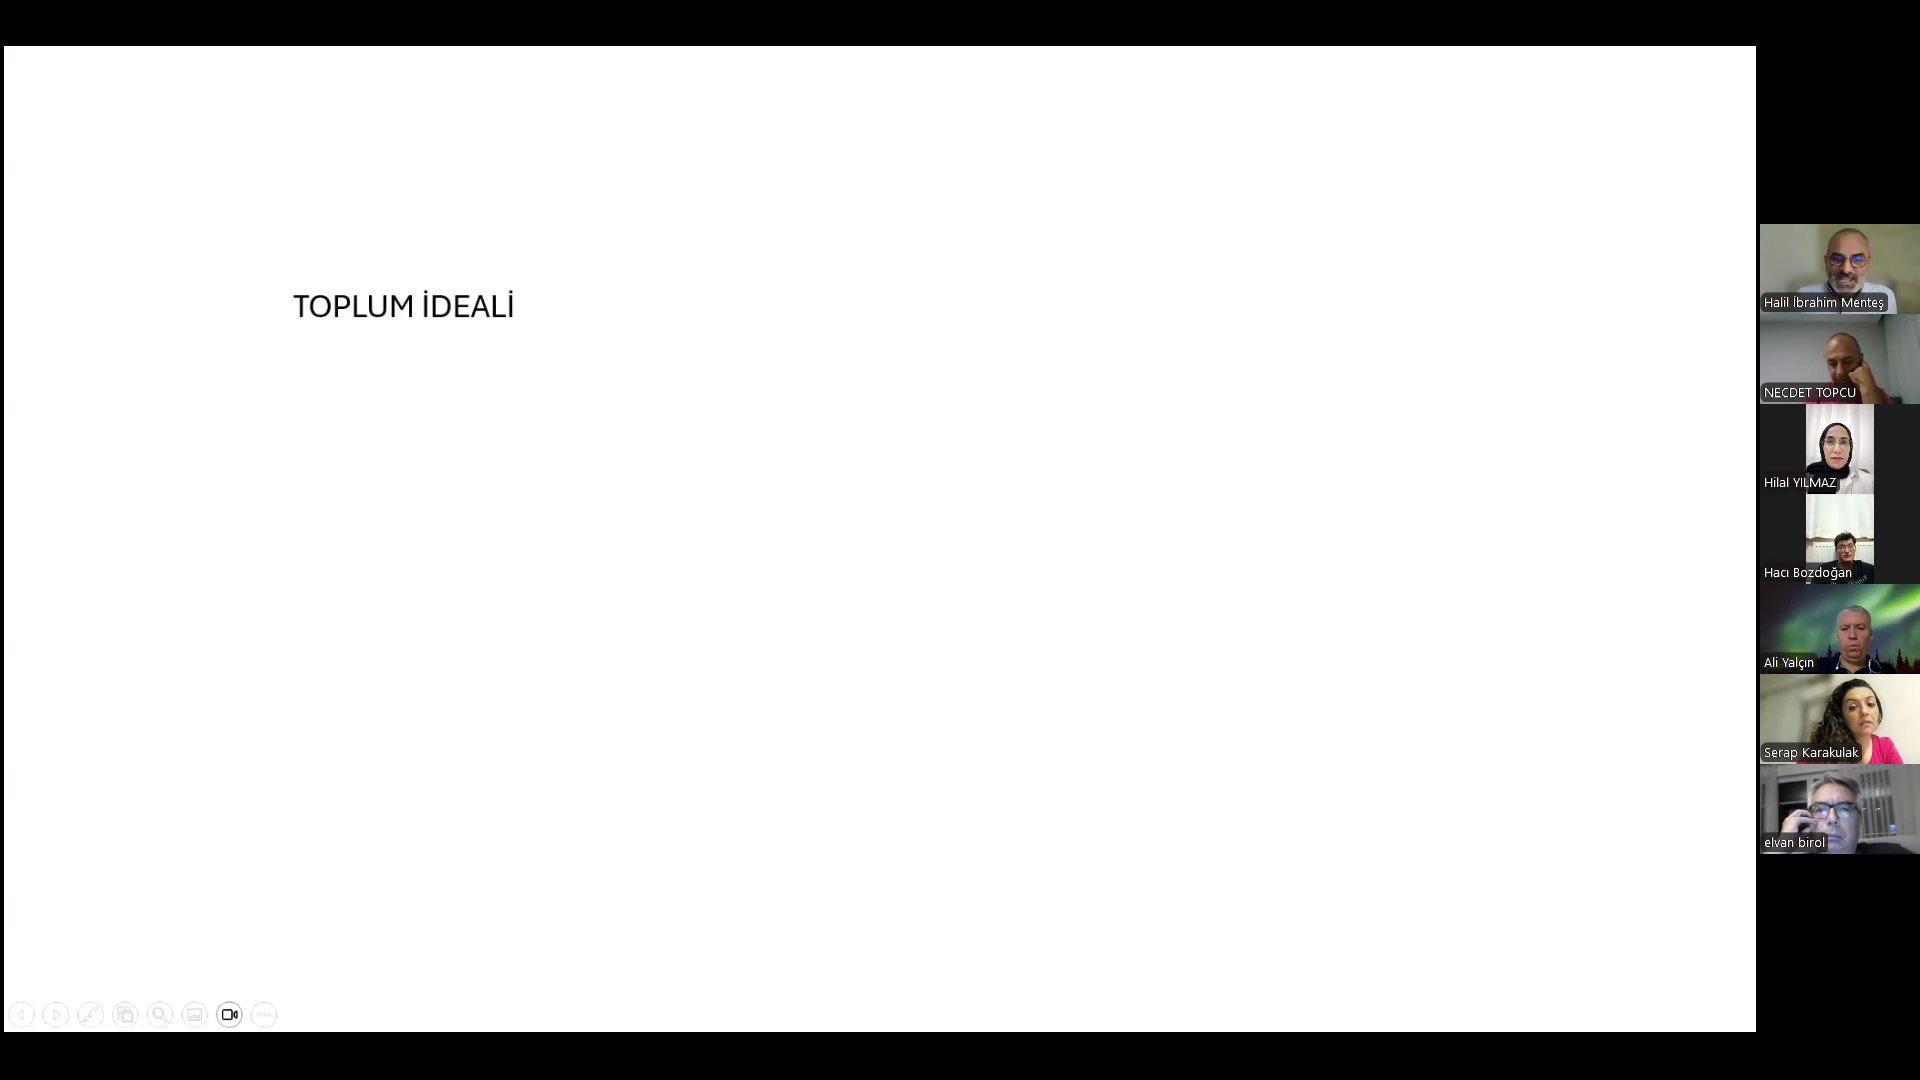 TOPLUM İDEALİ
Halil İbrahim Menteş
NECDET TOPCU
Hilal YILMAZ
Hacı Bozdoğan
Ali Yalçın
Serap Karakulak
elvan birol